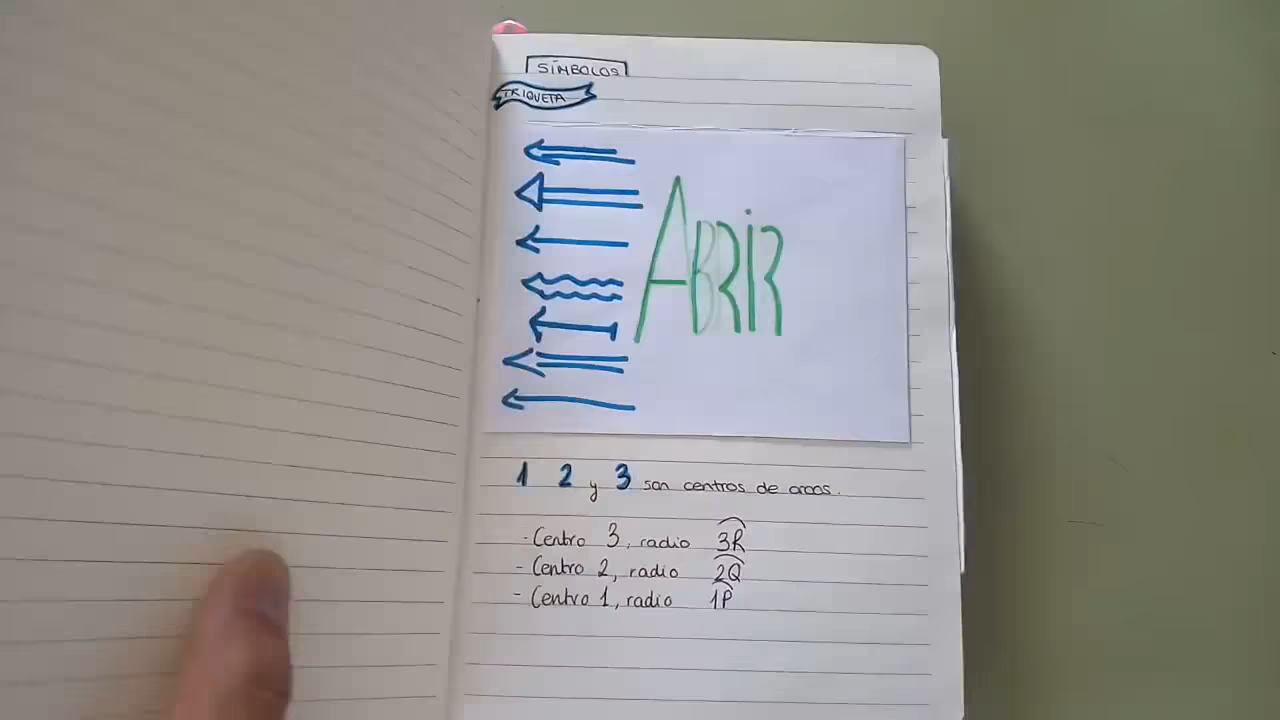 SÍMBOLOS
TRIQUETA
ABRIR
1 2 y 3 son centros de arcos.
- Centro 3, radio 3R
- Centro 2, radio 2Q
- Centro 1, radio 1P